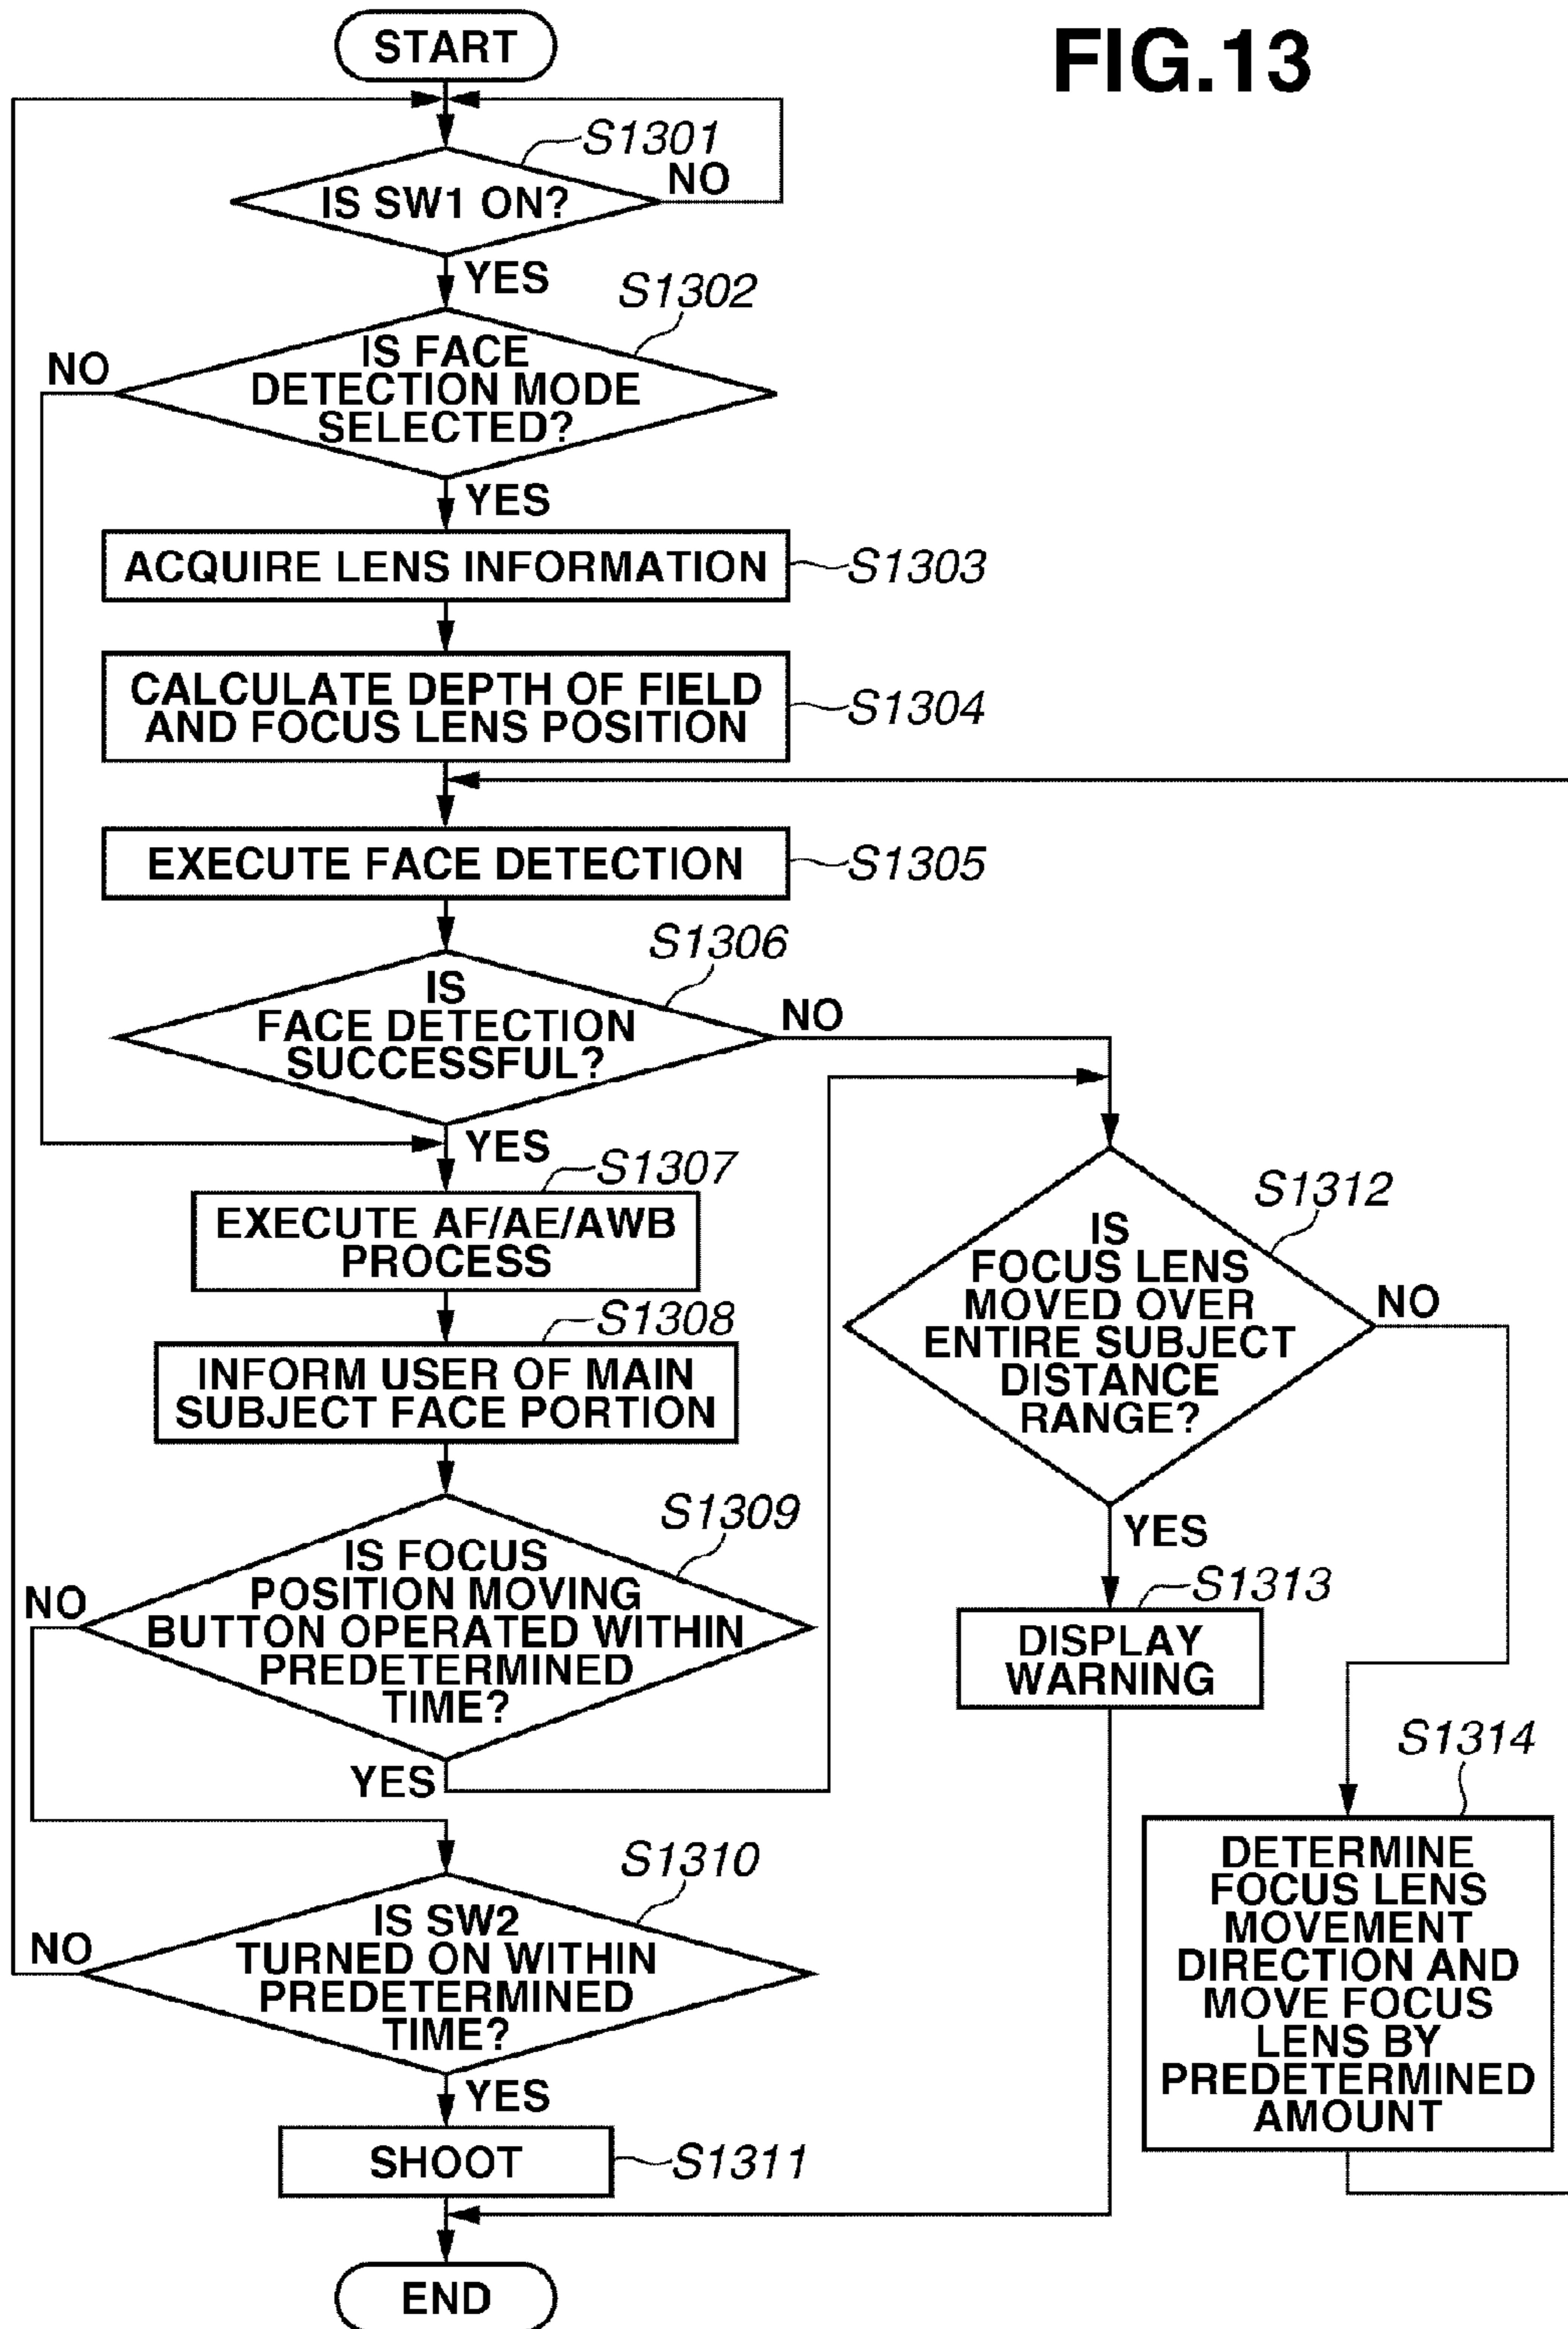 START
FIG.13
S1301
IS SW1 ON?
NO
YES
S1302
IS FACE
DETECTION MODE
SELECTED?
NO
YES
ACQUIRE LENS INFORMATION
S1303
CALCULATE DEPTH OF FIELD
AND FOCUS LENS POSITION
S1304
EXECUTE FACE DETECTION
S1305
S1306
IS
FACE DETECTION
SUCCESSFUL?
NO
YES
S1307
EXECUTE AF/AE/AWB
PROCESS
S1308
INFORM USER OF MAIN
SUBJECT FACE PORTION
S1309
IS FOCUS
POSITION MOVING
BUTTON OPERATED WITHIN
PREDETERMINED
TIME?
NO
YES
S1310
IS SW2
TURNED ON WITHIN
PREDETERMINED
TIME?
NO
YES
SHOOT
S1311
END
S1312
IS
FOCUS LENS
MOVED OVER
ENTIRE SUBJECT
DISTANCE
RANGE?
NO
YES
S1313
DISPLAY
WARNING
S1314
DETERMINE
FOCUS LENS
MOVEMENT
DIRECTION AND
MOVE FOCUS
LENS BY
PREDETERMINED
AMOUNT